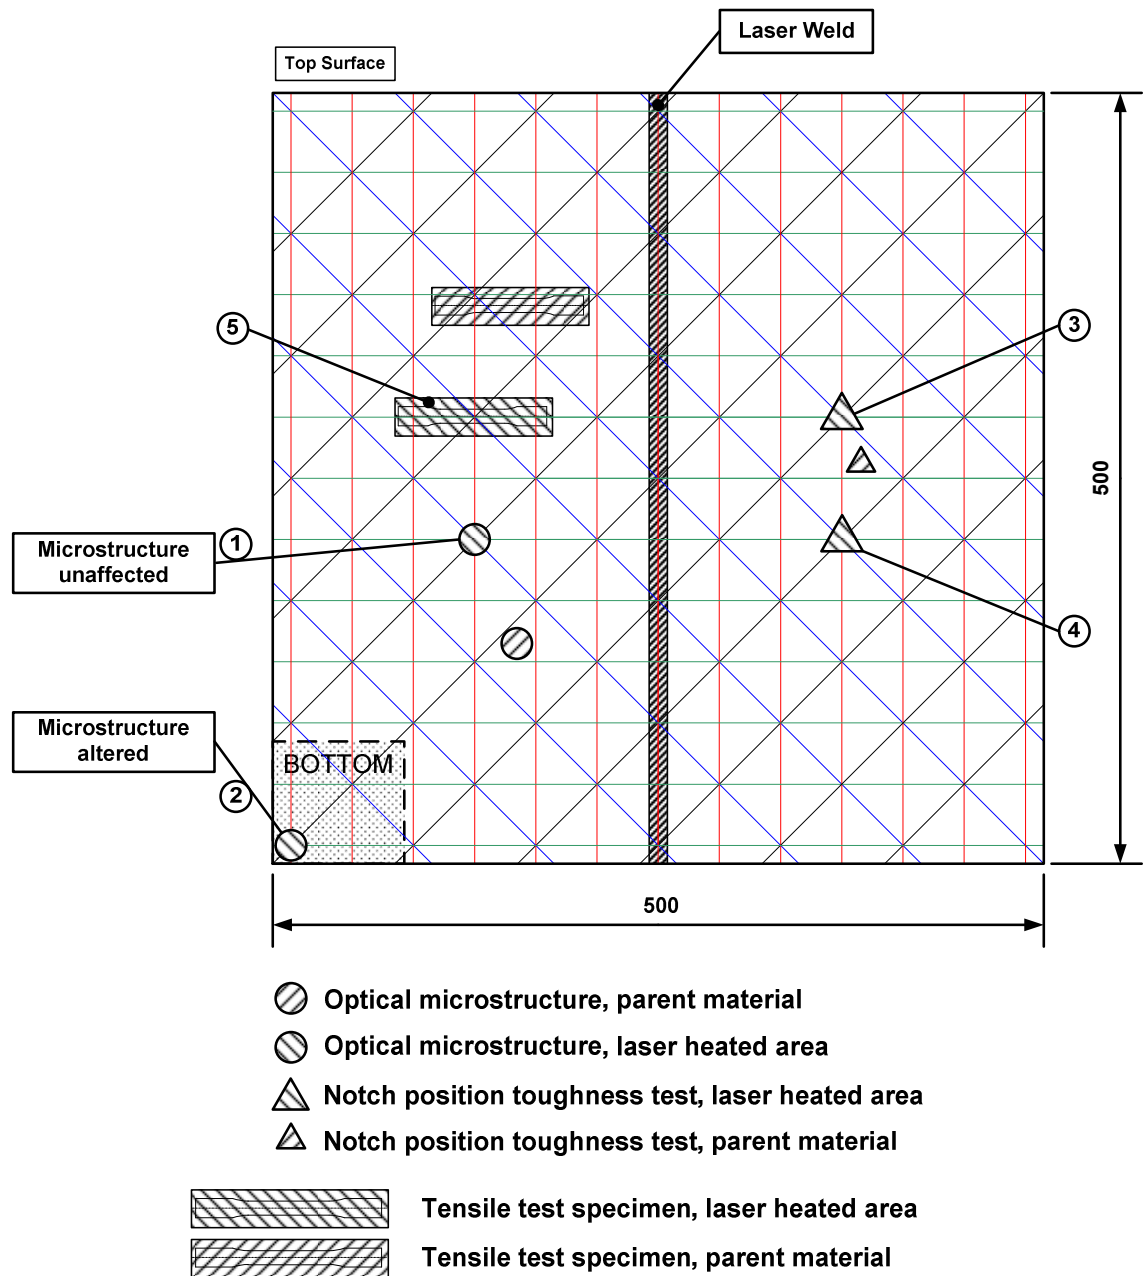 Laser Weld
Top Surface
5
3
500
1
Microstructure
unaffected
4
Microstructure
altered
BOTTOM
2
500
Optical microstructure, parent material
Optical microstructure, laser heated area
Notch position toughness test, laser heated area
Notch position toughness test, parent material
Tensile test specimen, laser heated area
Tensile test specimen, parent material